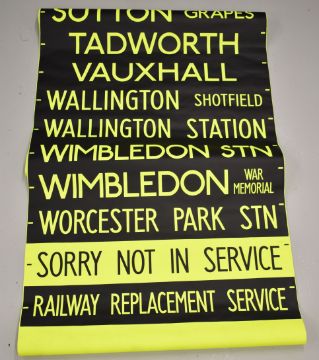 SUTTON GRAPES
TADWORTH
VAUXHALL
WALLINGTON SHOTFIELD
WALLINGTON STATION
WIMBLEDON STN
WIMBLEDON WAR MEMORIAL
WORCESTER PARK STN
SORRY NOT IN SERVICE
RAILWAY REPLACEMENT SERVICE